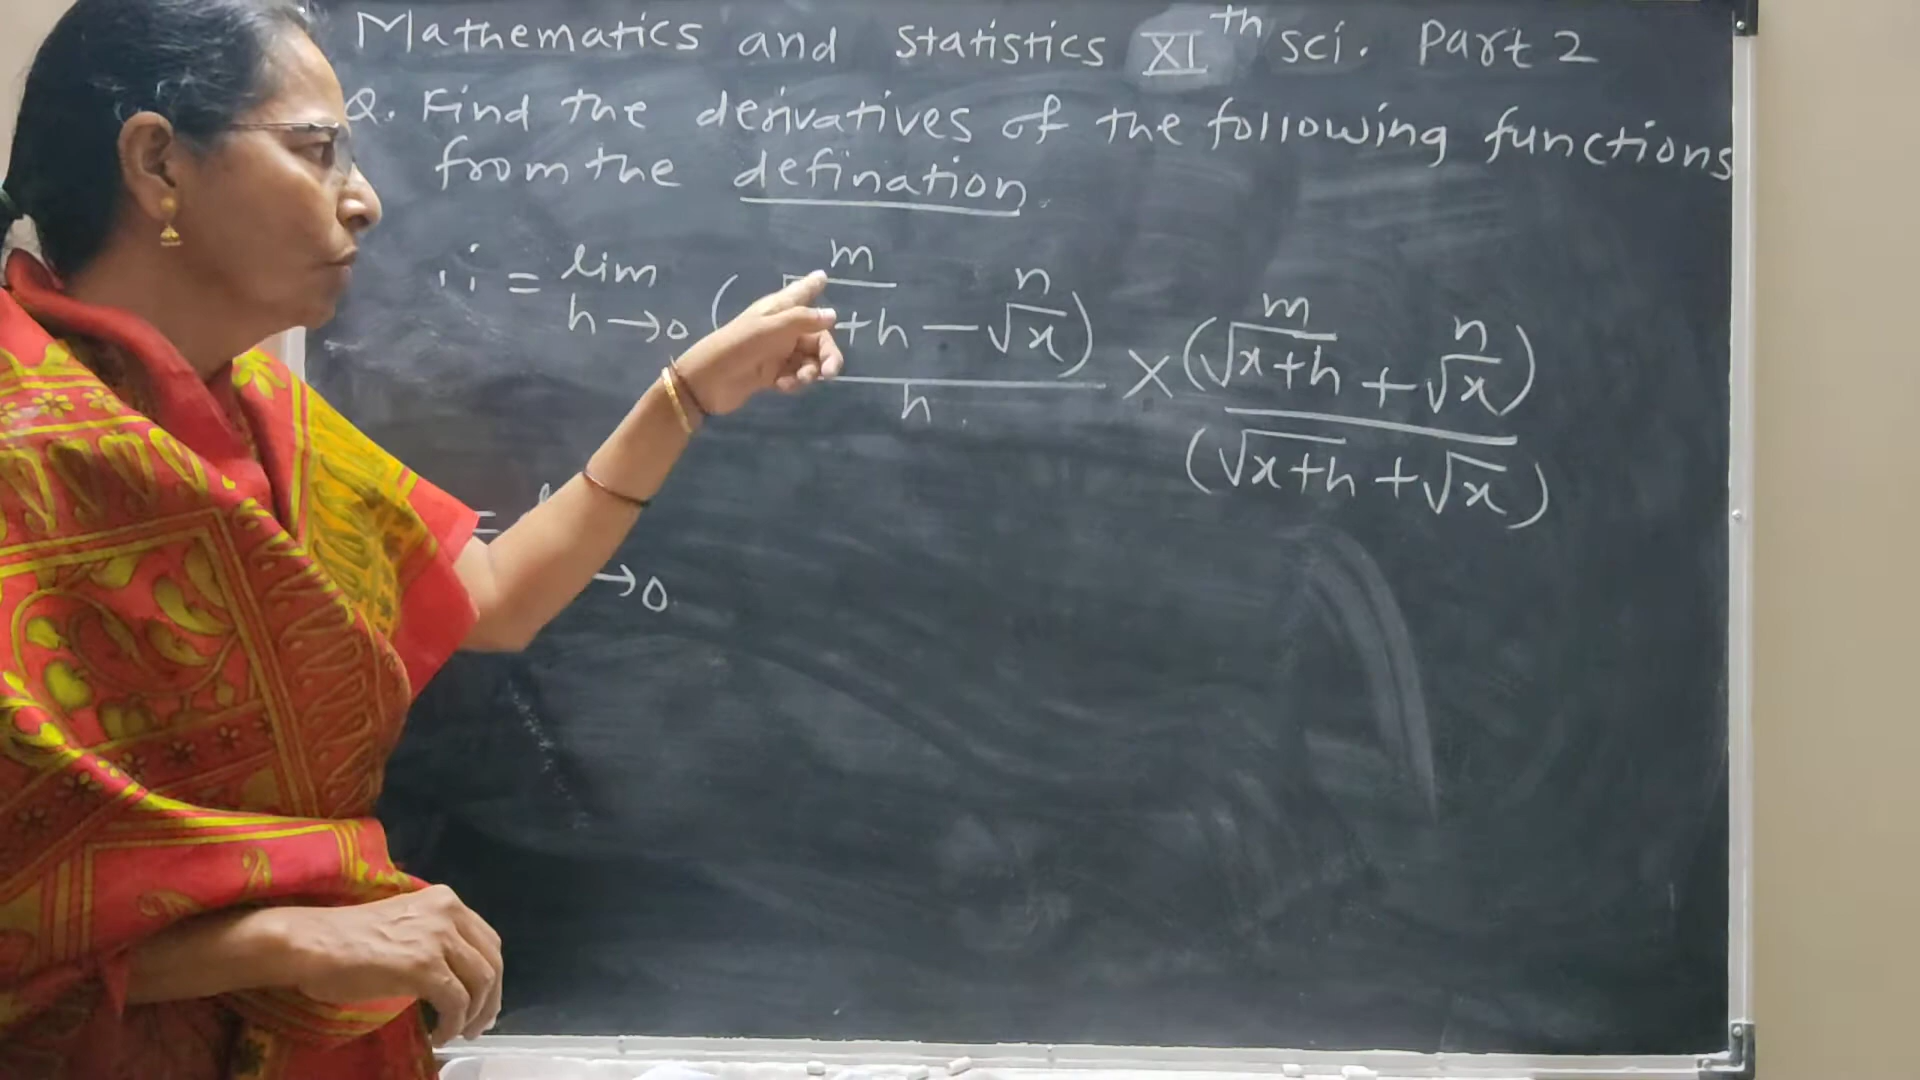 Mathematics and Statistics XI th sci. Part 2
Q. Find the derivatives of the following functions
from the defination.
m n
m n
= lim ( +h − √x) × (√x+h + √x)
h→0 h (√x+h + √x)
=
→0